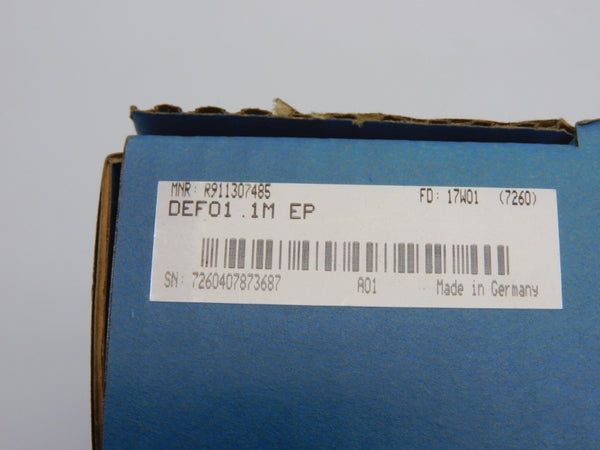 MNR: R911307485 FD: 17W01 (7260)
DEF01.1M EP
SN: 7260407873687 A01 Made in Germany